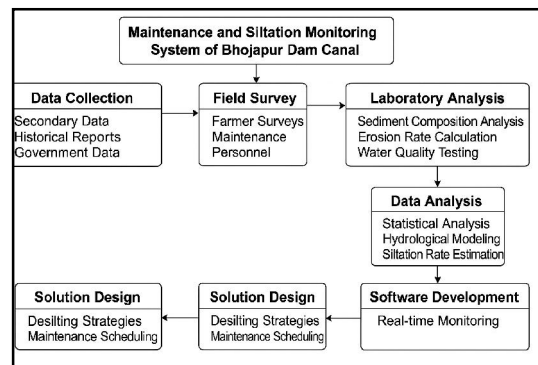 Maintenance and Siltation Monitoring
System of Bhojapur Dam Canal
Data Collection
Secondary Data
Historical Reports
Government Data
Field Survey
Farmer Surveys
Maintenance
Personnel
Laboratory Analysis
Sediment Composition Analysis
Erosion Rate Calculation
Water Quality Testing
Data Analysis
Statistical Analysis
Hydrological Modeling
Siltation Rate Estimation
Software Development
Real-time Monitoring
Solution Design
Desilting Strategies
Maintenance Scheduling
Solution Design
Desilting Strategies
Maintenance Scheduling